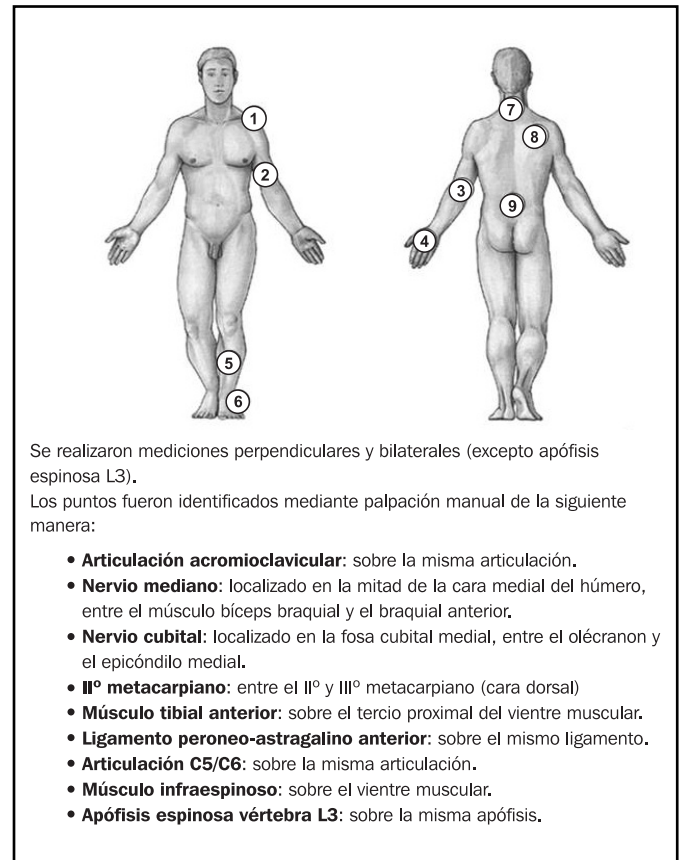 1
2
3
4
5
6
7
8
9
Se realizaron mediciones perpendiculares y bilaterales (excepto apófisis
espinosa L3).
Los puntos fueron identificados mediante palpación manual de la siguiente
manera:
• Articulación acromioclavicular: sobre la misma articulación.
• Nervio mediano: localizado en la mitad de la cara medial del húmero,
entre el músculo bíceps braquial y el braquial anterior.
• Nervio cubital: localizado en la fosa cubital medial, entre el olécranon y
el epicóndilo medial.
• IIº metacarpiano: entre el IIº y IIIº metacarpiano (cara dorsal)
• Músculo tibial anterior: sobre el tercio proximal del vientre muscular.
• Ligamento peroneo-astragalino anterior: sobre el mismo ligamento.
• Articulación C5/C6: sobre la misma articulación.
• Músculo infraespinoso: sobre el vientre muscular.
• Apófisis espinosa vértebra L3: sobre la misma apófisis.